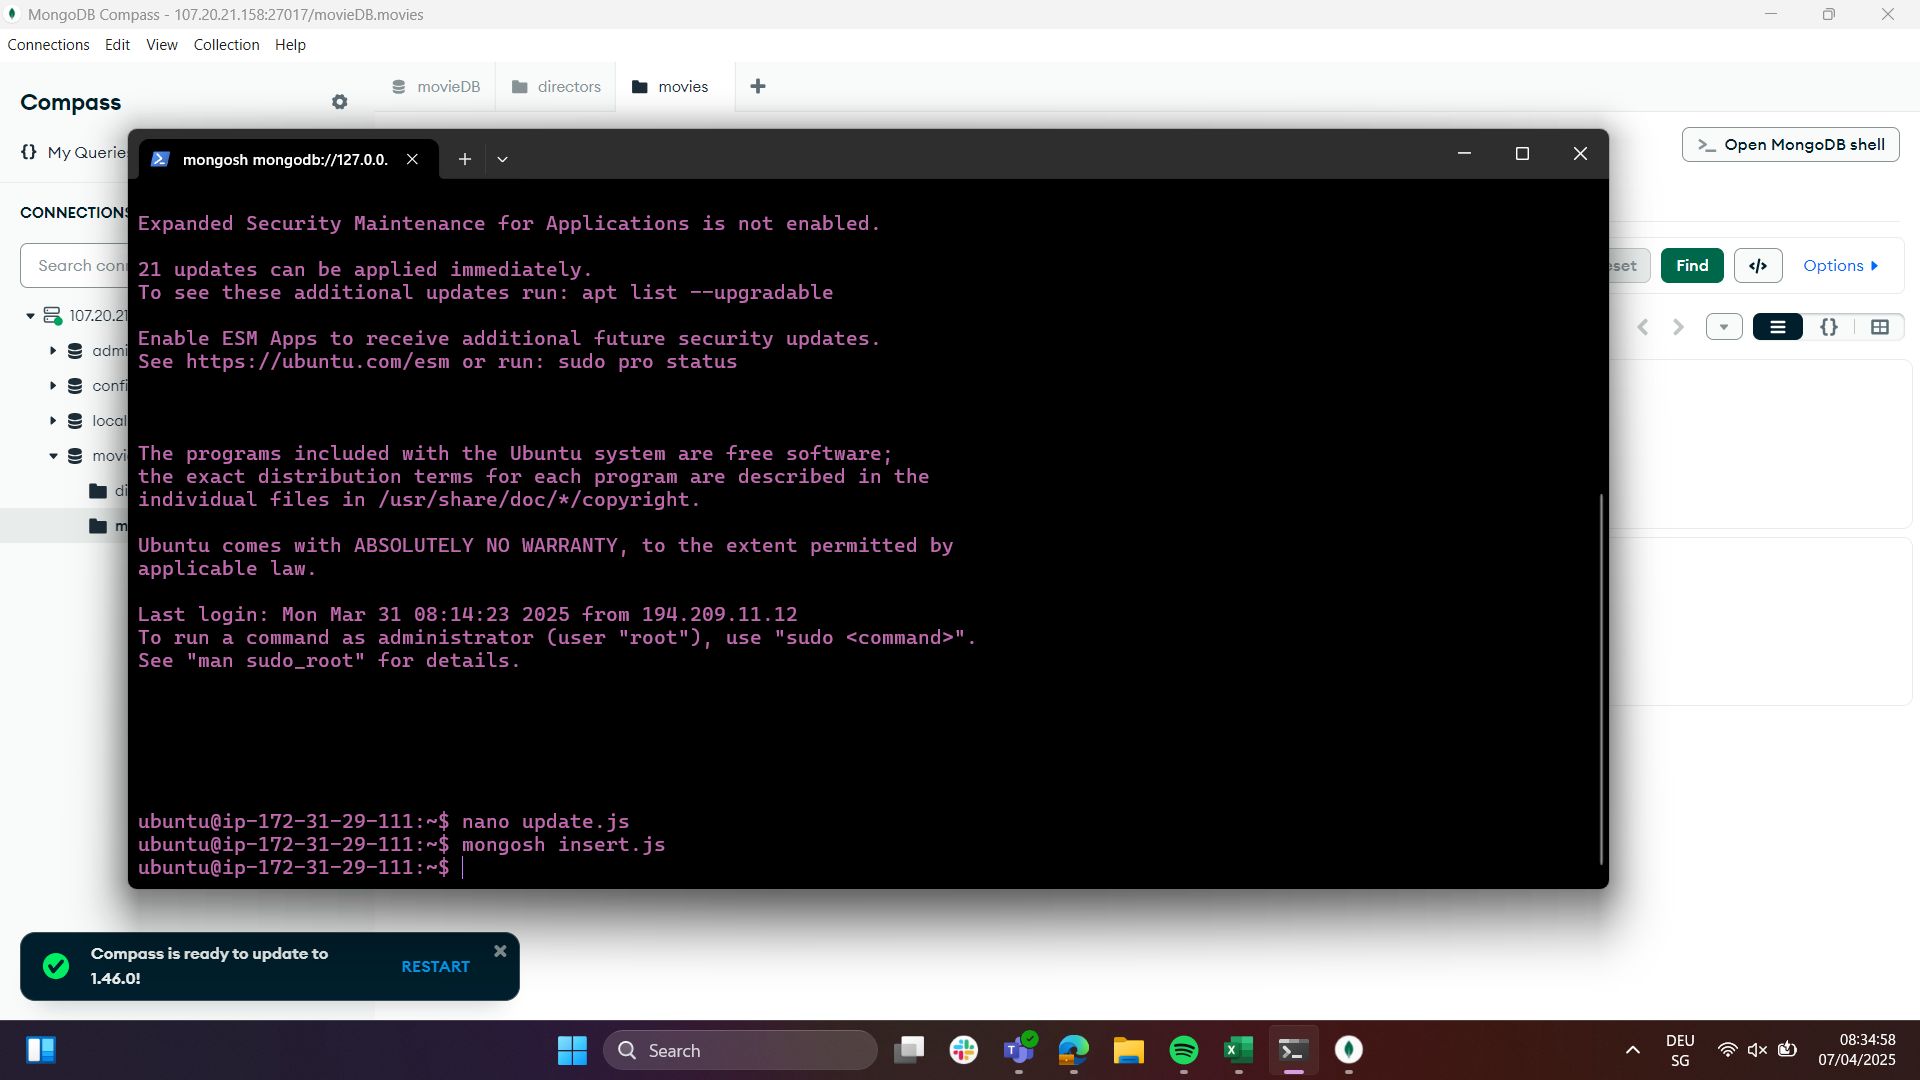 MongoDB Compass - 107.20.21.158:27017/movieDB.movies
Connections Edit View Collection Help
Compass
movieDB
directors
movies
{} My Querie
>_ Open MongoDB shell
mongosh mongodb://127.0.0.
CONNECTIONS
Search con
eset
Find
</>
Options
107.20.21
admi
confi
local
movi
di
m
{}
Expanded Security Maintenance for Applications is not enabled.
21 updates can be applied immediately.
To see these additional updates run: apt list --upgradable
Enable ESM Apps to receive additional future security updates.
See https://ubuntu.com/esm or run: sudo pro status
The programs included with the Ubuntu system are free software;
the exact distribution terms for each program are described in the
individual files in /usr/share/doc/*/copyright.
Ubuntu comes with ABSOLUTELY NO WARRANTY, to the extent permitted by
applicable law.
Last login: Mon Mar 31 08:14:23 2025 from 194.209.11.12
To run a command as administrator (user "root"), use "sudo <command>".
See "man sudo_root" for details.
ubuntu@ip-172-31-29-111:~$ nano update.js
ubuntu@ip-172-31-29-111:~$ mongosh insert.js
ubuntu@ip-172-31-29-111:~$
Compass is ready to update to
1.46.0!
RESTART
Search
DEU
SG
08:34:58
07/04/2025